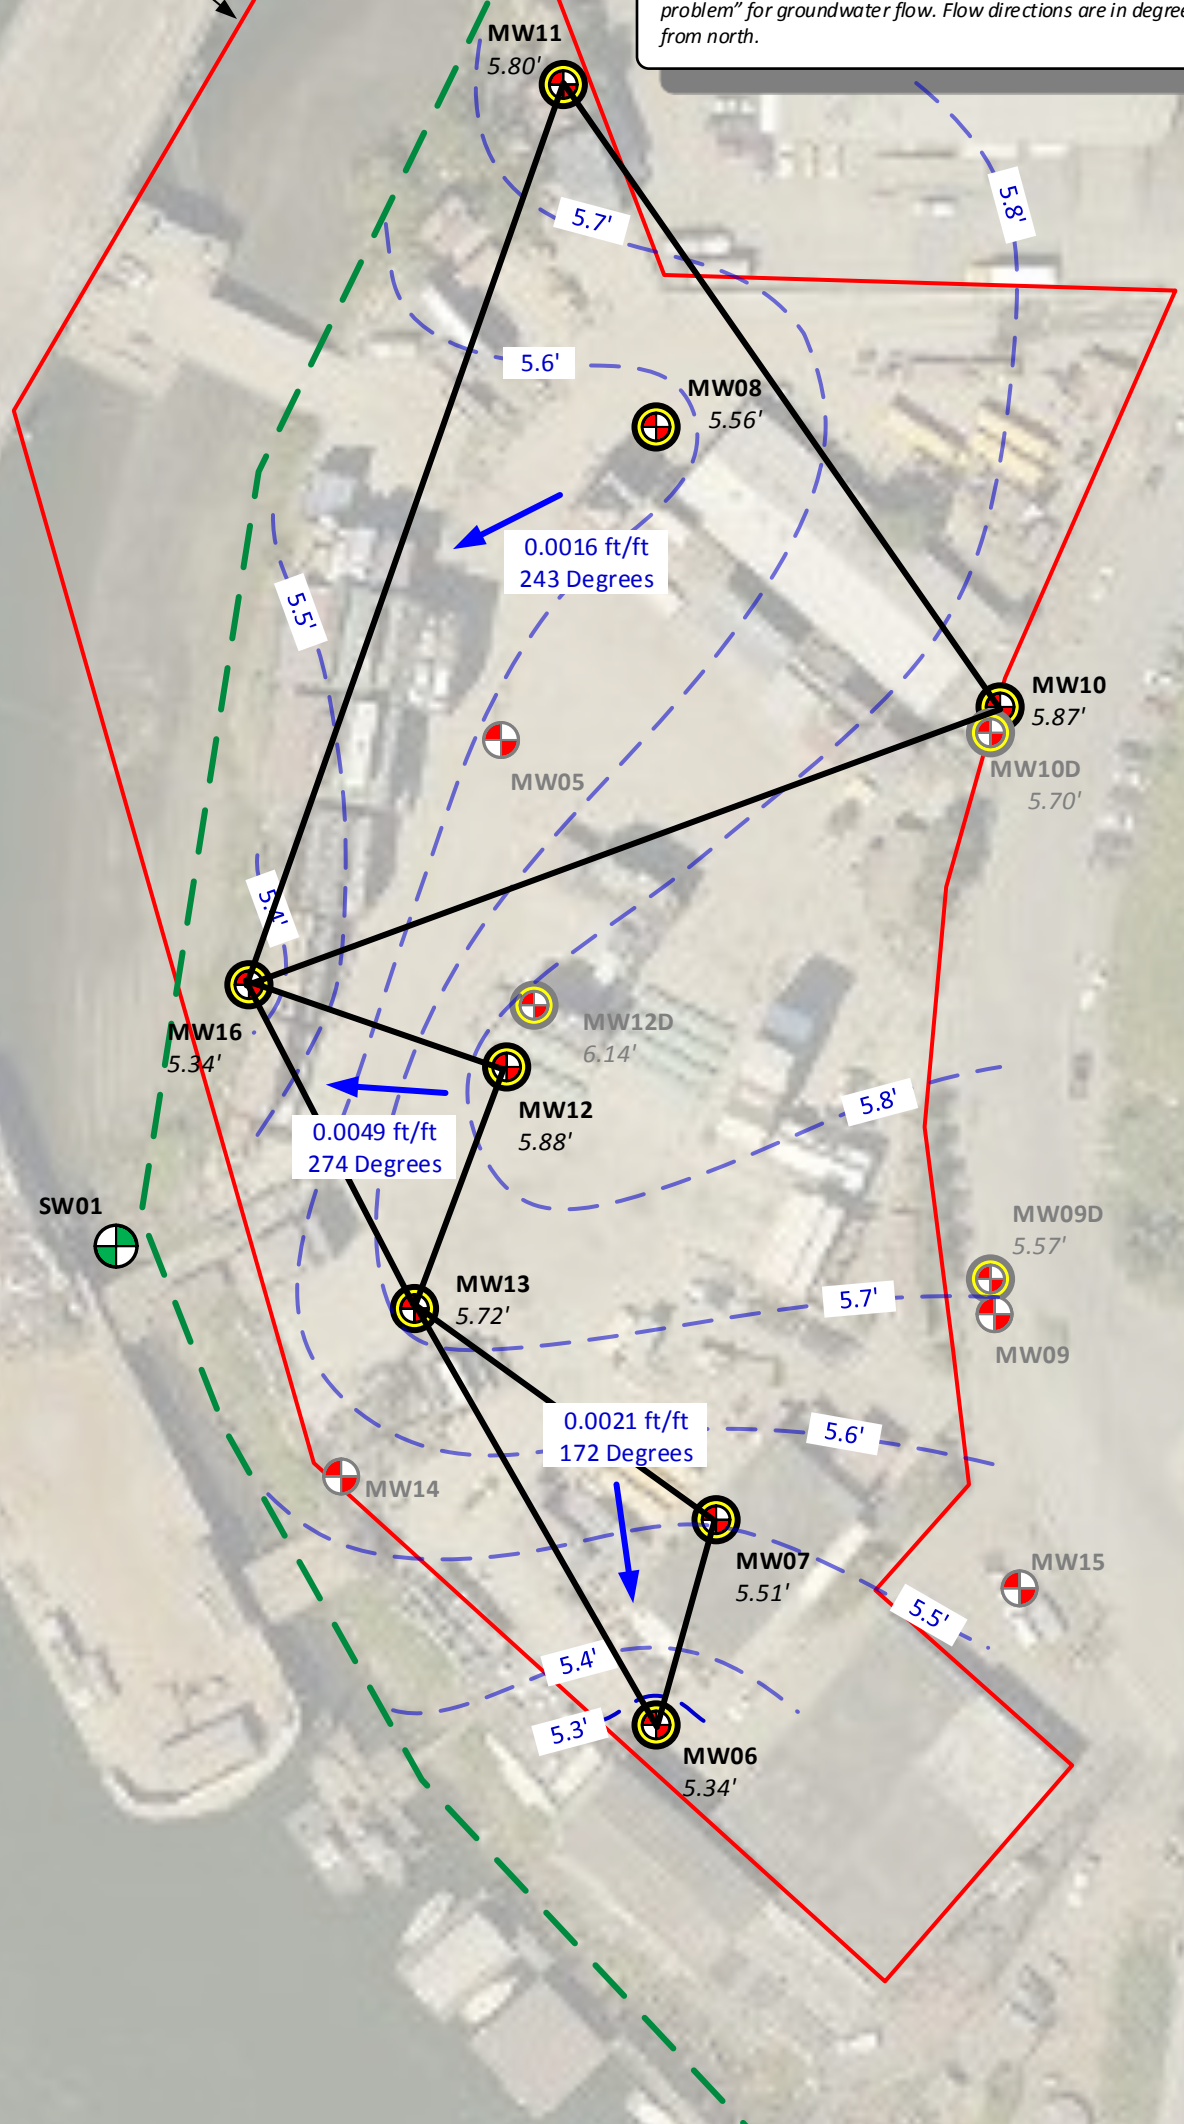 problem” for groundwater flow. Flow directions are in degree
from north.
MW11
5.80'
5.7'
5.8'
5.6'
MW08
5.56'
0.0016 ft/ft
243 Degrees
5.5'
MW10
5.87'
MW10D
5.70'
MW05
5.4'
MW16
5.34'
MW12D
6.14'
MW12
5.88'
5.8'
0.0049 ft/ft
274 Degrees
SW01
MW09D
5.57'
MW13
5.72'
5.7'
MW09
0.0021 ft/ft
172 Degrees
5.6'
MW14
MW07
5.51'
MW15
5.5'
5.4'
5.3'
MW06
5.34'